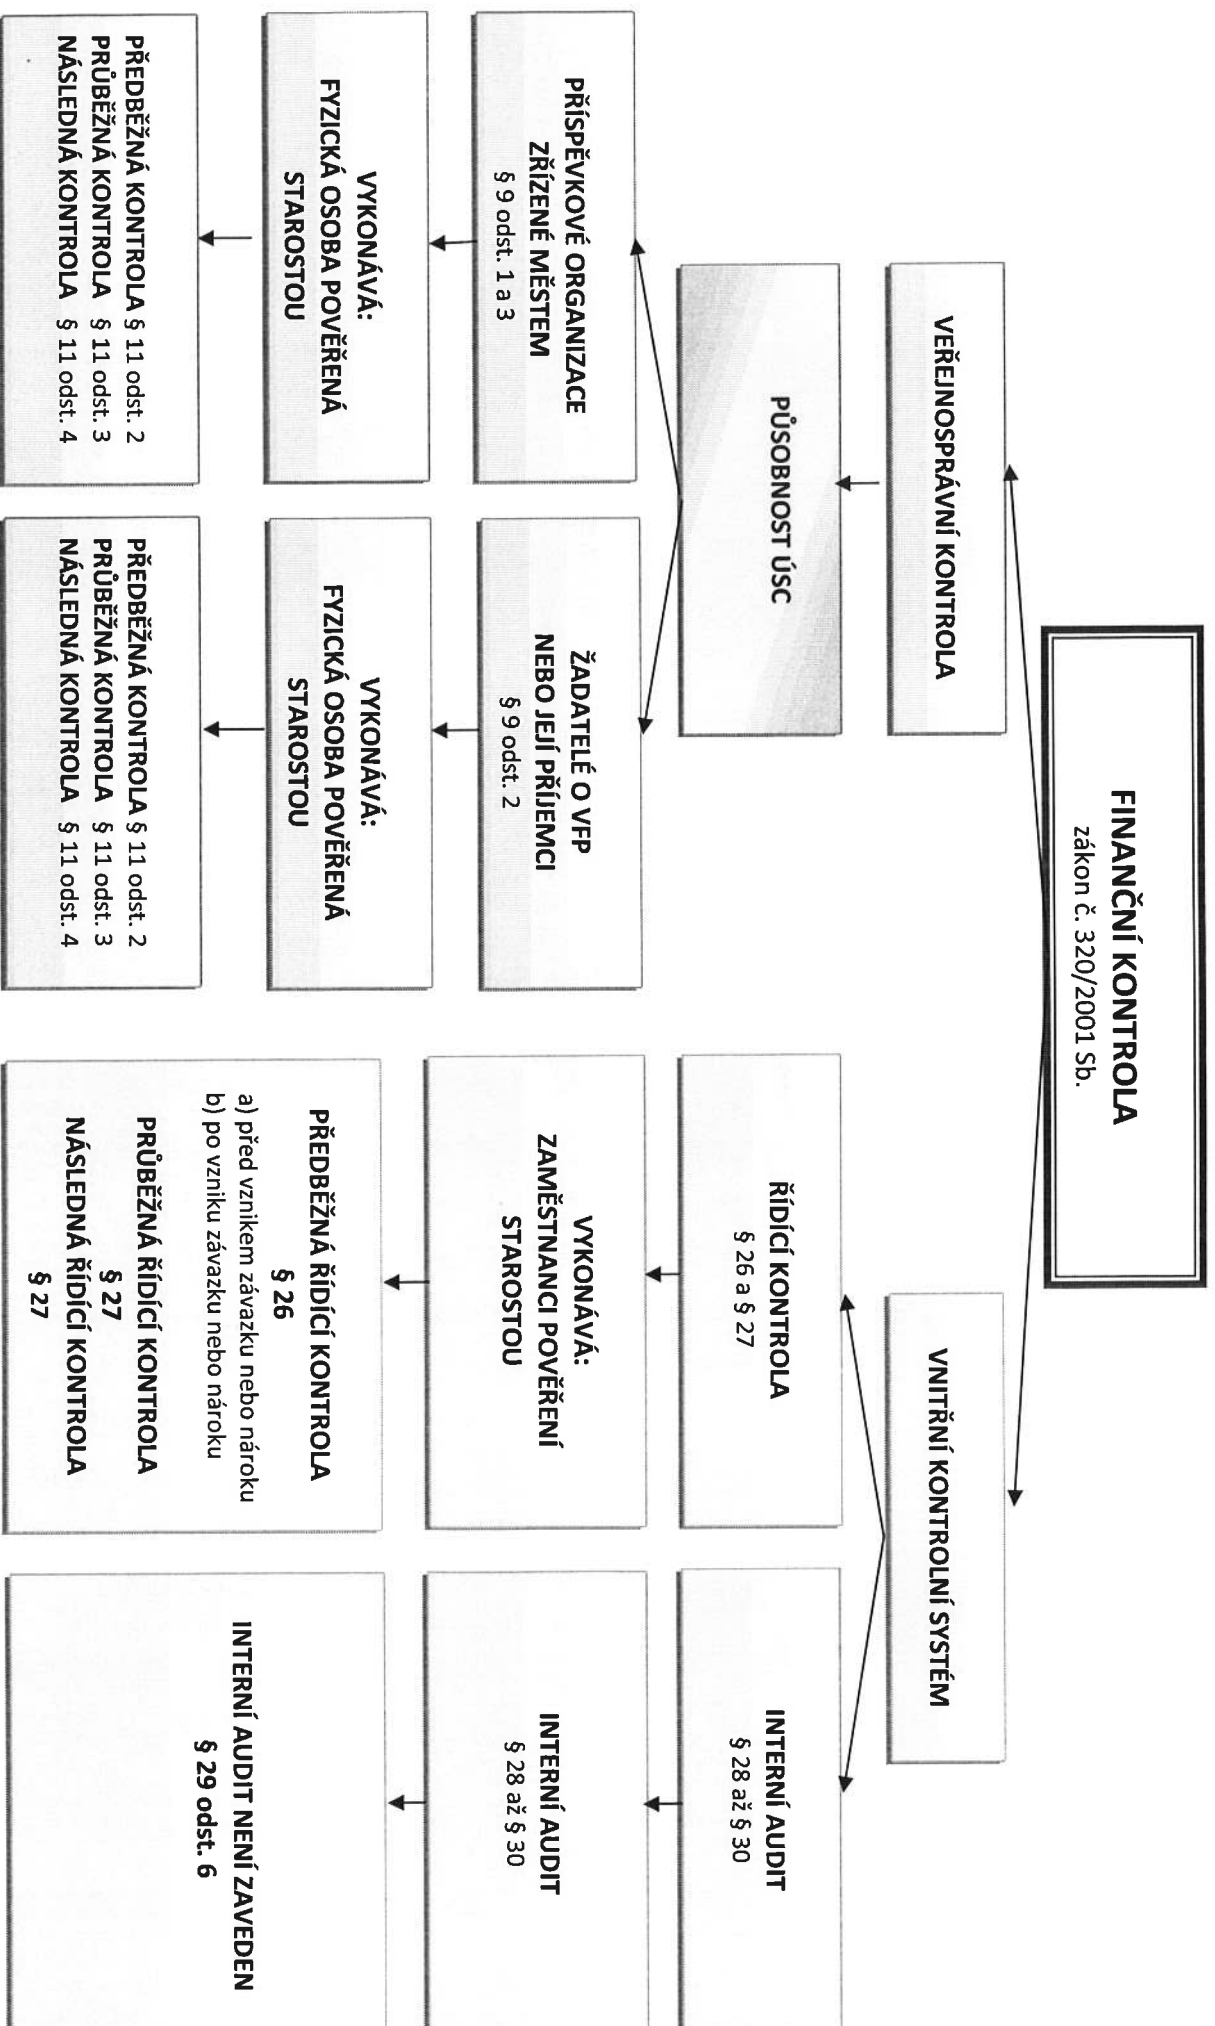 FINANČNÍ KONTROLA
zákon č. 320/2001 Sb.
VEŘEJNOSPRÁVNÍ KONTROLA
VNITŘNÍ KONTROLNÍ SYSTÉM
PŮSOBNOST ÚSC
ŘÍDÍCÍ KONTROLA
§ 26 a § 27
INTERNÍ AUDIT
§ 28 až § 30
PŘÍSPĚVKOVÉ ORGANIZACE
ZŘÍZENÉ MĚSTEM
§ 9 odst. 1 a 3
ŽADATELÉ O VFP
NEBO JEJÍ PŘÍJEMCI
§ 9 odst. 2
VYKONÁVÁ:
ZAMĚSTNANCI POVĚŘENÍ
STAROSTOU
INTERNÍ AUDIT
§ 28 až § 30
VYKONÁVÁ:
FYZICKÁ OSOBA POVĚŘENÁ
STAROSTOU
VYKONÁVÁ:
FYZICKÁ OSOBA POVĚŘENÁ
STAROSTOU
PŘEDBĚŽNÁ KONTROLA § 11 odst. 2
PRŮBĚŽNÁ KONTROLA § 11 odst. 3
NÁSLEDNÁ KONTROLA § 11 odst. 4
PŘEDBĚŽNÁ KONTROLA § 11 odst. 2
PRŮBĚŽNÁ KONTROLA § 11 odst. 3
NÁSLEDNÁ KONTROLA § 11 odst. 4
PŘEDBĚŽNÁ ŘÍDÍCÍ KONTROLA
§ 26
a) před vznikem závazku nebo nároku
b) po vzniku závazku nebo nároku
PRŮBĚŽNÁ ŘÍDÍCÍ KONTROLA
§ 27
NÁSLEDNÁ ŘÍDÍCÍ KONTROLA
§ 27
INTERNÍ AUDIT NENÍ ZAVEDEN
§ 29 odst. 6